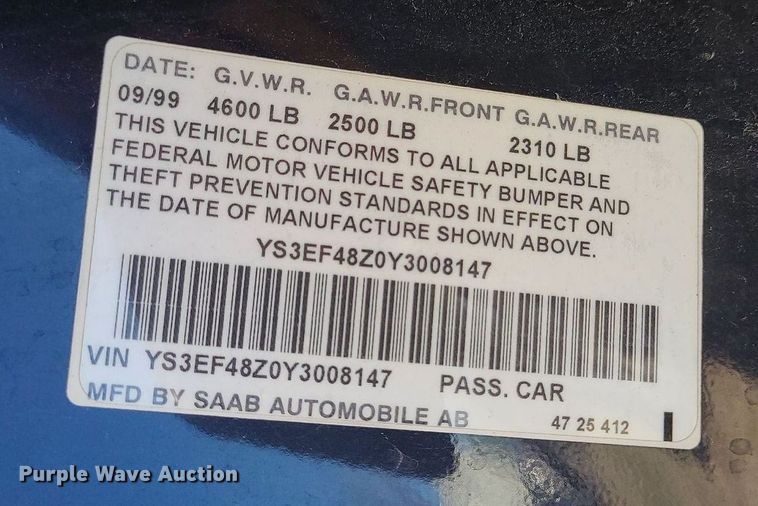 DATE: G.V.W.R. G.A.W.R.FRONT G.A.W.R.REAR
09/99 4600 LB 2500 LB 2310 LB
THIS VEHICLE CONFORMS TO ALL APPLICABLE
FEDERAL MOTOR VEHICLE SAFETY BUMPER AND
THEFT PREVENTION STANDARDS IN EFFECT ON
THE DATE OF MANUFACTURE SHOWN ABOVE.
YS3EF48Z0Y3008147
VIN YS3EF48Z0Y3008147 PASS. CAR
MFD BY SAAB AUTOMOBILE AB 47 25 412
Purple Wave Auction